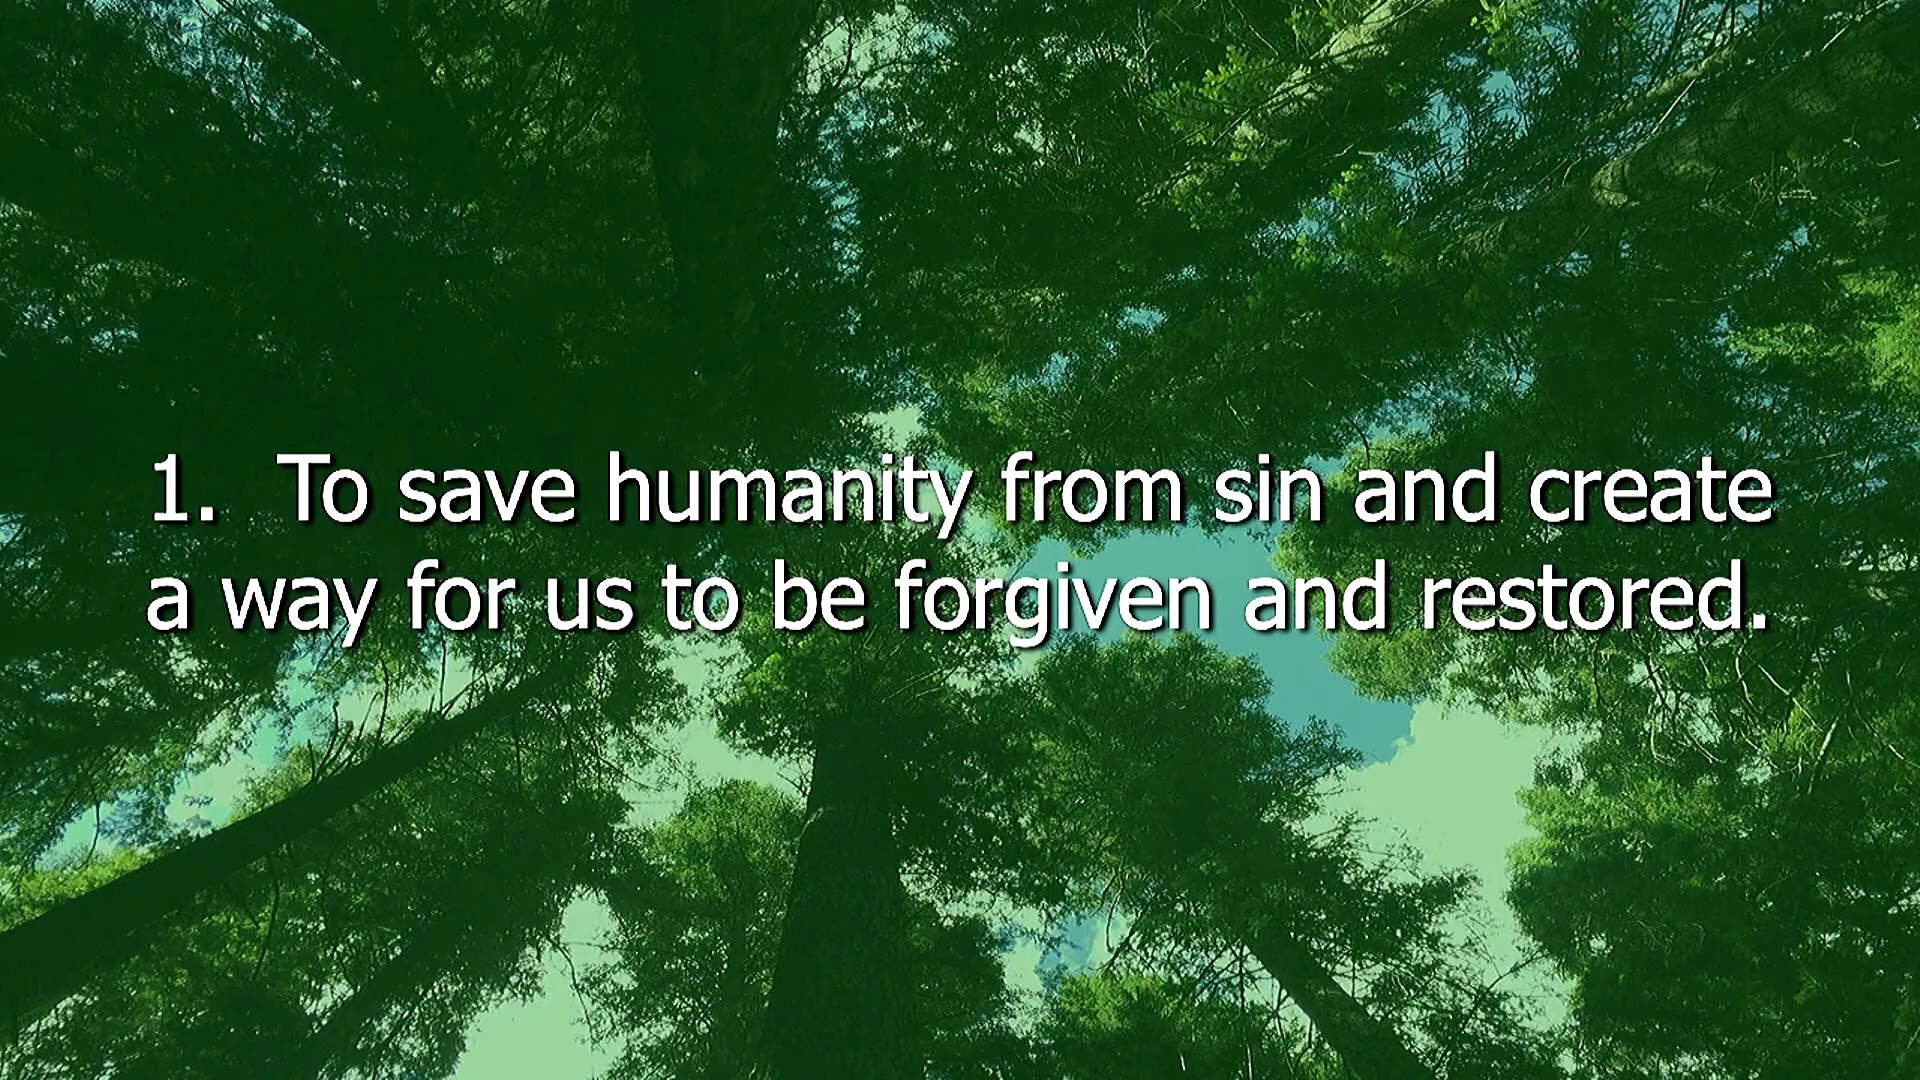 1.  To save humanity from sin and create
a way for us to be forgiven and restored.